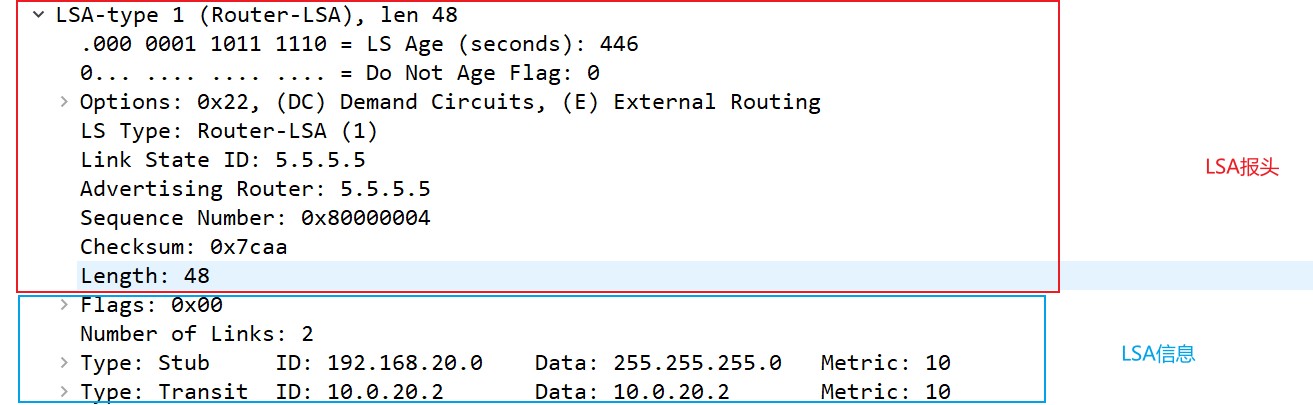 LSA-type 1 (Router-LSA), len 48
.000 0001 1011 1110 = LS Age (seconds): 446
0... .... .... .... = Do Not Age Flag: 0
Options: 0x22, (DC) Demand Circuits, (E) External Routing
LS Type: Router-LSA (1)
Link State ID: 5.5.5.5
LSA报头
Advertising Router: 5.5.5.5
Sequence Number: 0x80000004
Checksum: 0x7caa
Length: 48
Flags: 0x00
Number of Links: 2
LSA信息
Type: Stub ID: 192.168.20.0 Data: 255.255.255.0 Metric: 10
Type: Transit ID: 10.0.20.2 Data: 10.0.20.2 Metric: 10